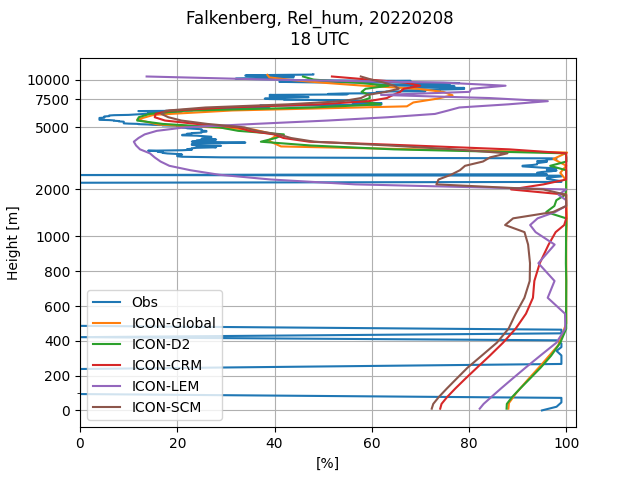 Falkenberg, Rel_hum, 20220208
18 UTC
Height [m]
10000
7500
5000
2000
1000
800
600
400
200
0
Obs
ICON-Global
ICON-D2
ICON-CRM
ICON-LEM
ICON-SCM
0 20 40 60 80 100
[%]